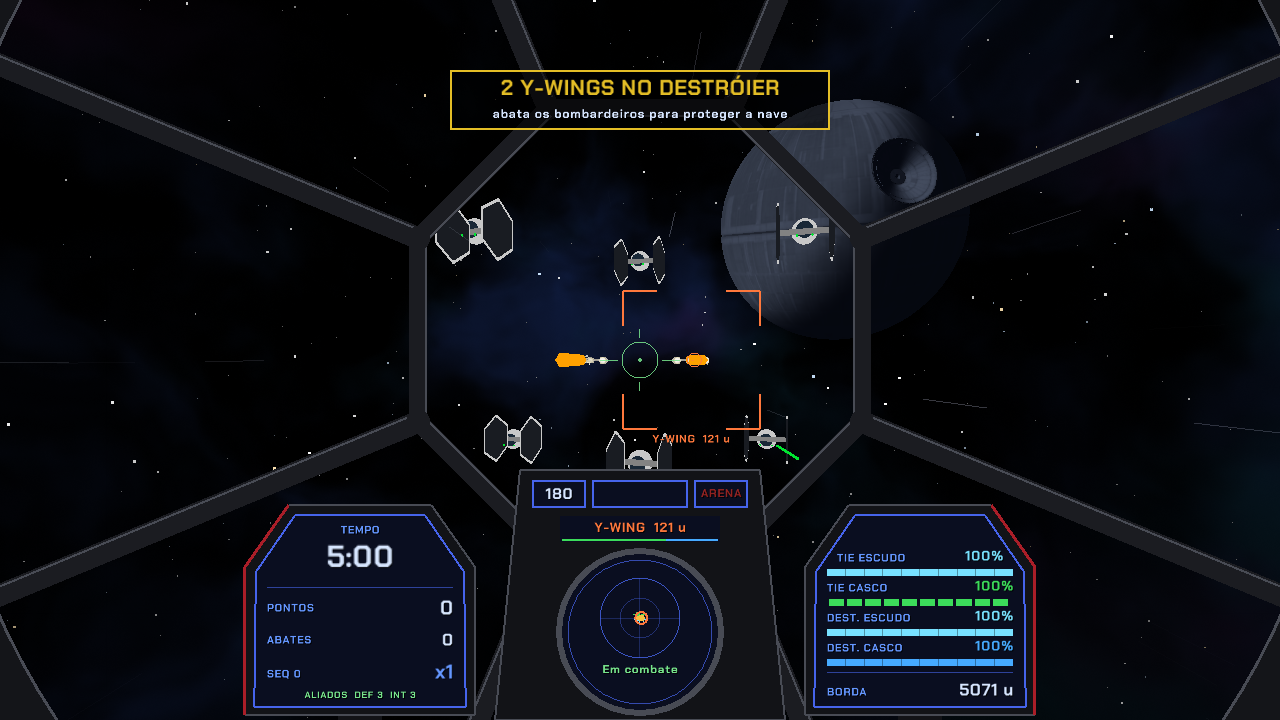 2 Y-WINGS NO DESTRÓIER
abata os bombardeiros para proteger a nave
Y-WING 121 u
180
ARENA
Y-WING 121 u
Em combate
TEMPO
5:00
PONTOS 0
ABATES 0
SEQ 0 x1
ALIADOS DEF 3 INT 3
TIE ESCUDO 100%
TIE CASCO 100%
DEST. ESCUDO 100%
DEST. CASCO 100%
BORDA 5071 u